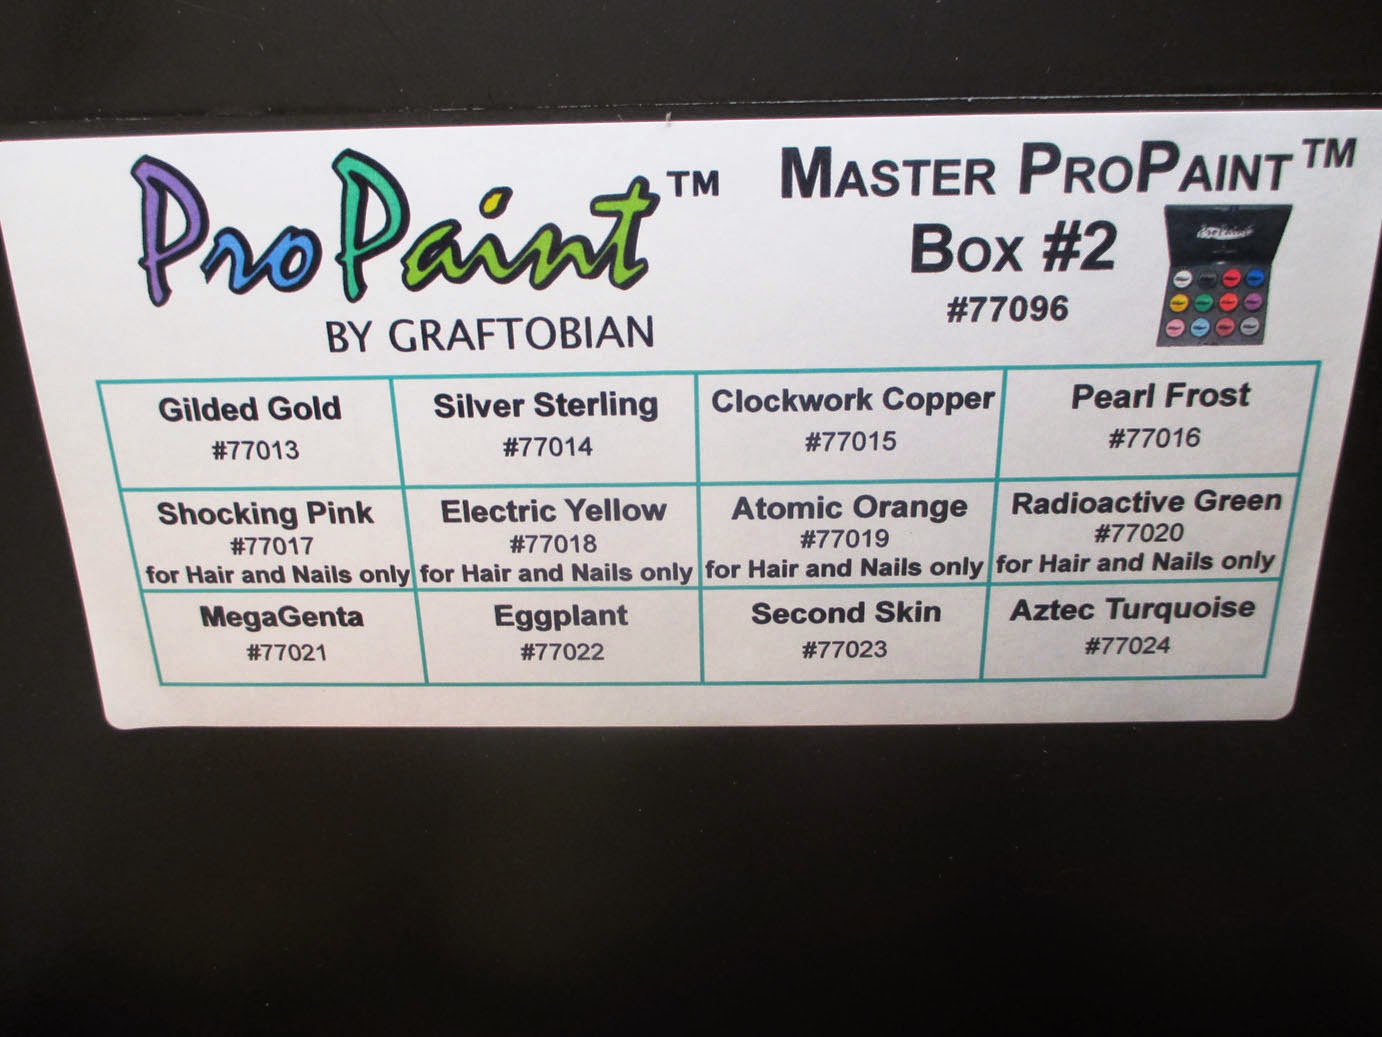 ProPaint™
BY GRAFTOBIAN
MASTER PROPAINT™
BOX #2
#77096
Gilded Gold
#77013
Silver Sterling
#77014
Clockwork Copper
#77015
Pearl Frost
#77016
Shocking Pink
#77017
for Hair and Nails only
Electric Yellow
#77018
for Hair and Nails only
Atomic Orange
#77019
for Hair and Nails only
Radioactive Green
#77020
for Hair and Nails only
MegaGenta
#77021
Eggplant
#77022
Second Skin
#77023
Aztec Turquoise
#77024